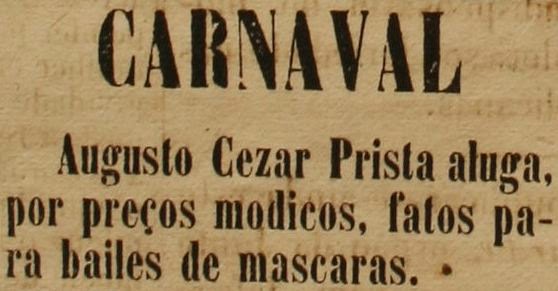 CARNAVAL
Augusto Cezar Prista aluga,
por preços modicos, fatos pa-
ra bailes de mascaras.